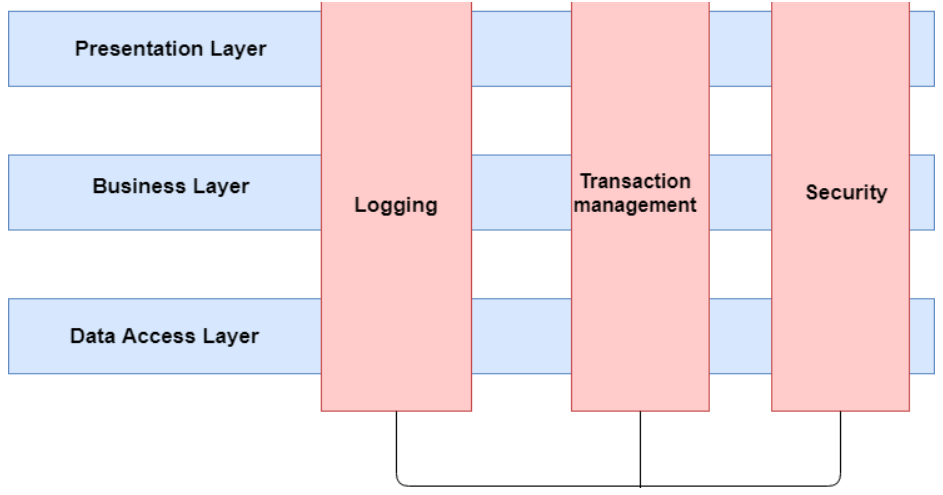 Presentation Layer
Business Layer
Logging
Transaction
management
Security
Data Access Layer